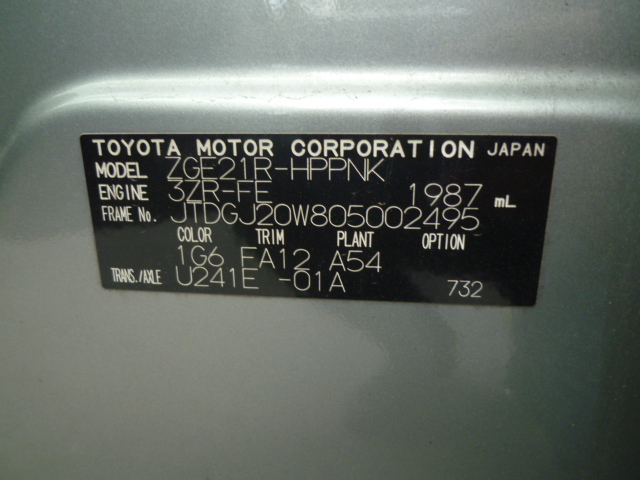 TOYOTA MOTOR CORPORATION JAPAN
MODEL ZGE21R-HPPNK
ENGINE 3ZR-FE 1987 mL
FRAME No. JTDGJ20W805002495
COLOR TRIM PLANT OPTION
1G6 FA12 A54
TRANS./AXLE U241E -01A 732